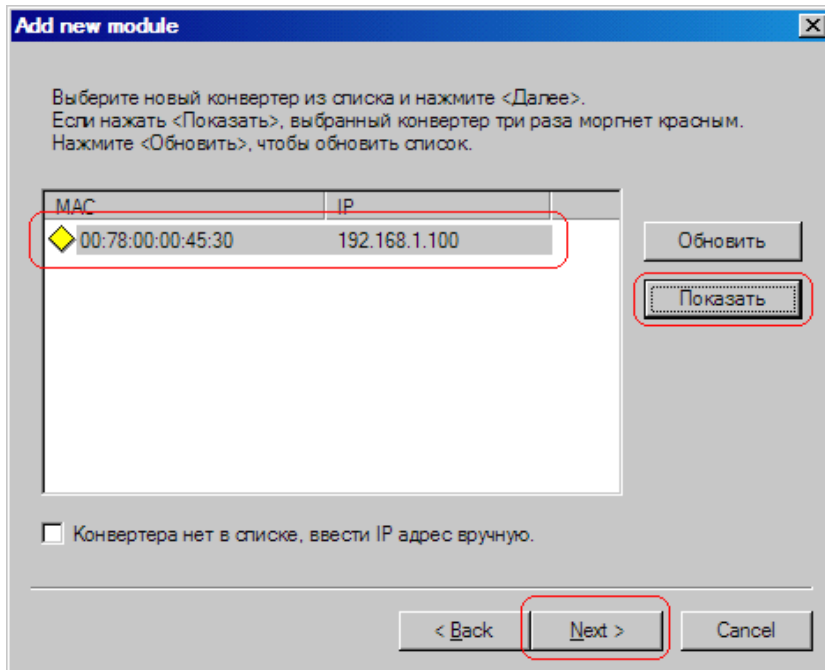 Add new module
Выберите новый конвертер из списка и нажмите <Далее>.
Если нажать <Показать>, выбранный конвертер три раза моргнет красным.
Нажмите <Обновить>, чтобы обновить список.
MAC IP
00:78:00:00:45:30 192.168.1.100
Обновить
Показать
Конвертера нет в списке, ввести IP адрес вручную.
< Back Next > Cancel